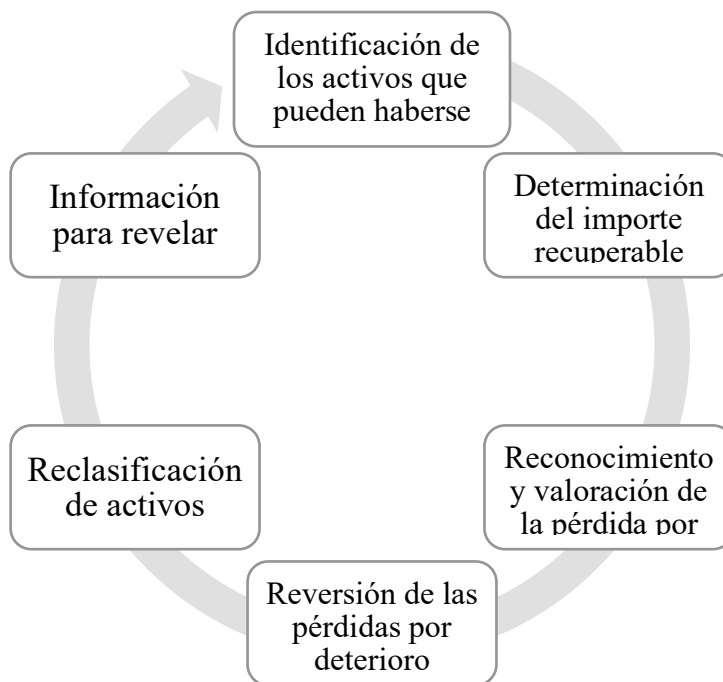 Identificación de
los activos que
pueden haberse
Determinación
del importe
recuperable
Reconocimiento
y valoración de
la pérdida por
Reversión de las
pérdidas por
deterioro
Reclasificación
de activos
Información
para revelar